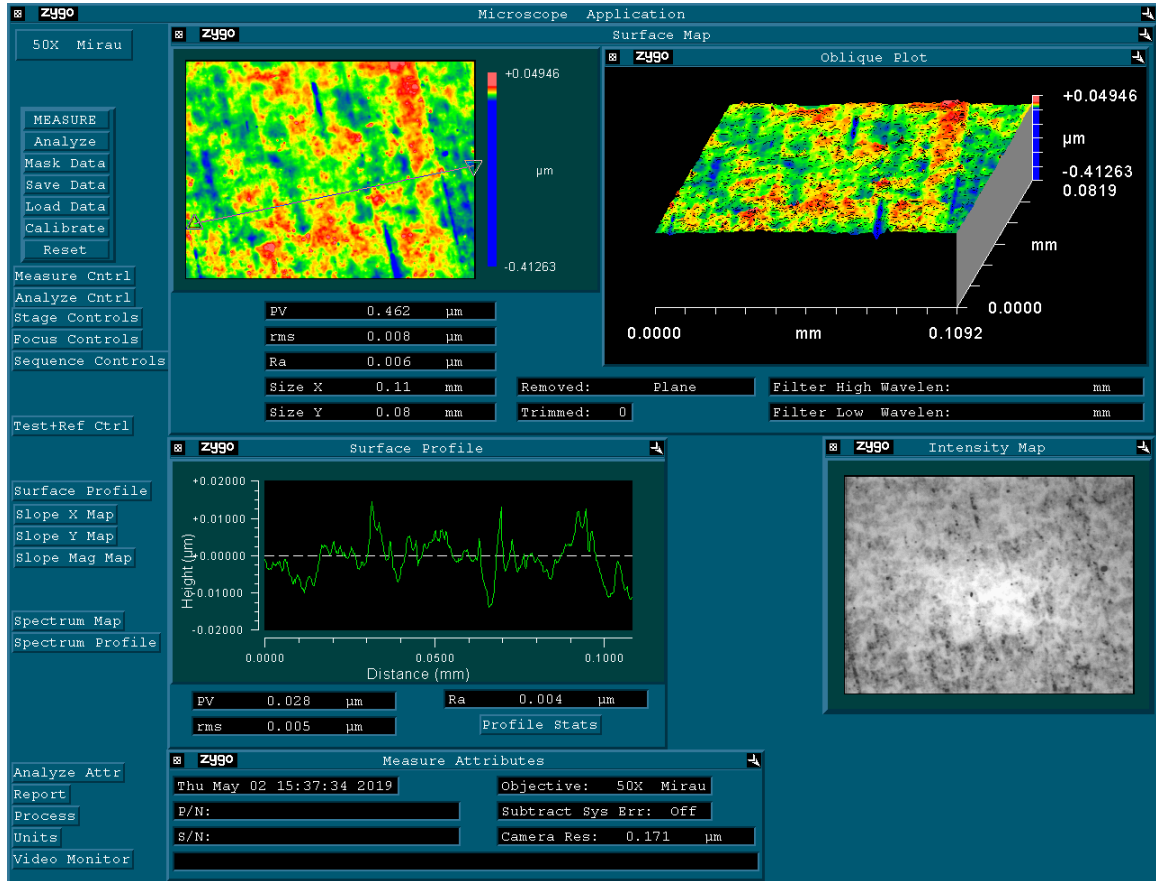 zygo Microscope Application
50X Mirau
MEASURE
Analyze
Mask Data
Save Data
Load Data
Calibrate
Reset
Measure Cntrl
Analyze Cntrl
Stage Controls
Focus Controls
Sequence Controls
Test+Ref Ctrl
Surface Profile
Slope X Map
Slope Y Map
Slope Mag Map
Spectrum Map
Spectrum Profile
Analyze Attr
Report
Process
Units
Video Monitor
zygo Surface Map
+0.04946
µm
-0.41263
PV 0.462 µm
rms 0.008 µm
Ra 0.006 µm
Size X 0.11 mm
Size Y 0.08 mm
Removed: Plane
Trimmed: 0
Filter High Wavelen: mm
Filter Low Wavelen: mm
zygo Oblique Plot
+0.04946
µm
-0.41263
0.0819
mm
0.0000
0.0000 mm 0.1092
zygo Surface Profile
+0.02000
+0.01000
+0.00000
-0.01000
-0.02000
Height (µm)
0.0000 0.0500 0.1000
Distance (mm)
PV 0.028 µm
rms 0.005 µm
Ra 0.004 µm
Profile Stats
zygo Intensity Map
zygo Measure Attributes
Thu May 02 15:37:34 2019
P/N:
S/N:
Objective: 50X Mirau
Subtract Sys Err: Off
Camera Res: 0.171 µm